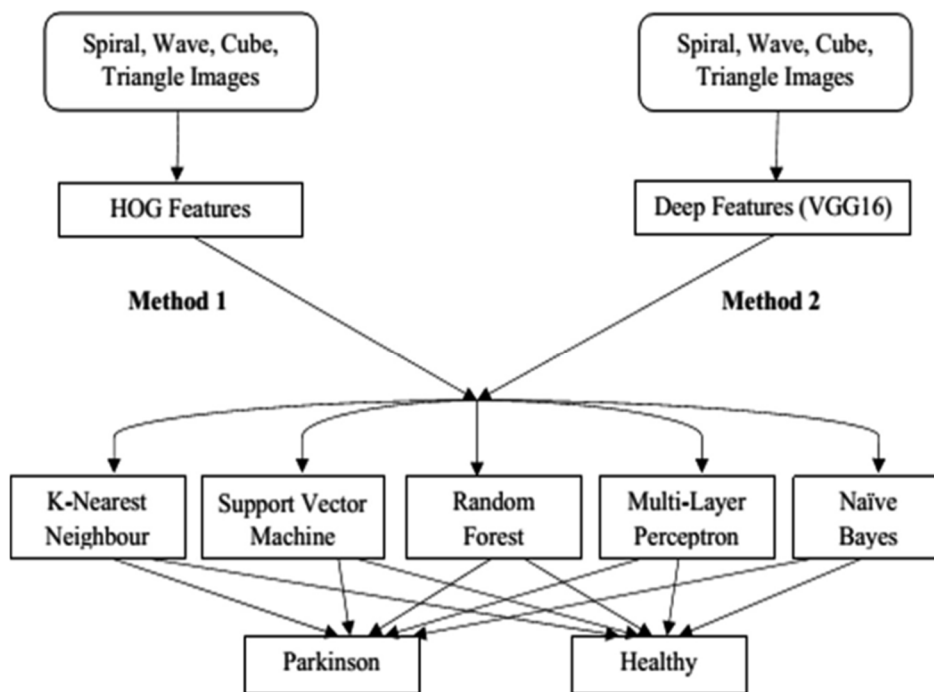 Spiral, Wave, Cube,
Triangle Images
Spiral, Wave, Cube,
Triangle Images
HOG Features
Deep Features (VGG16)
Method 1
Method 2
K-Nearest
Neighbour
Support Vector
Machine
Random
Forest
Multi-Layer
Perceptron
Naïve
Bayes
Parkinson
Healthy